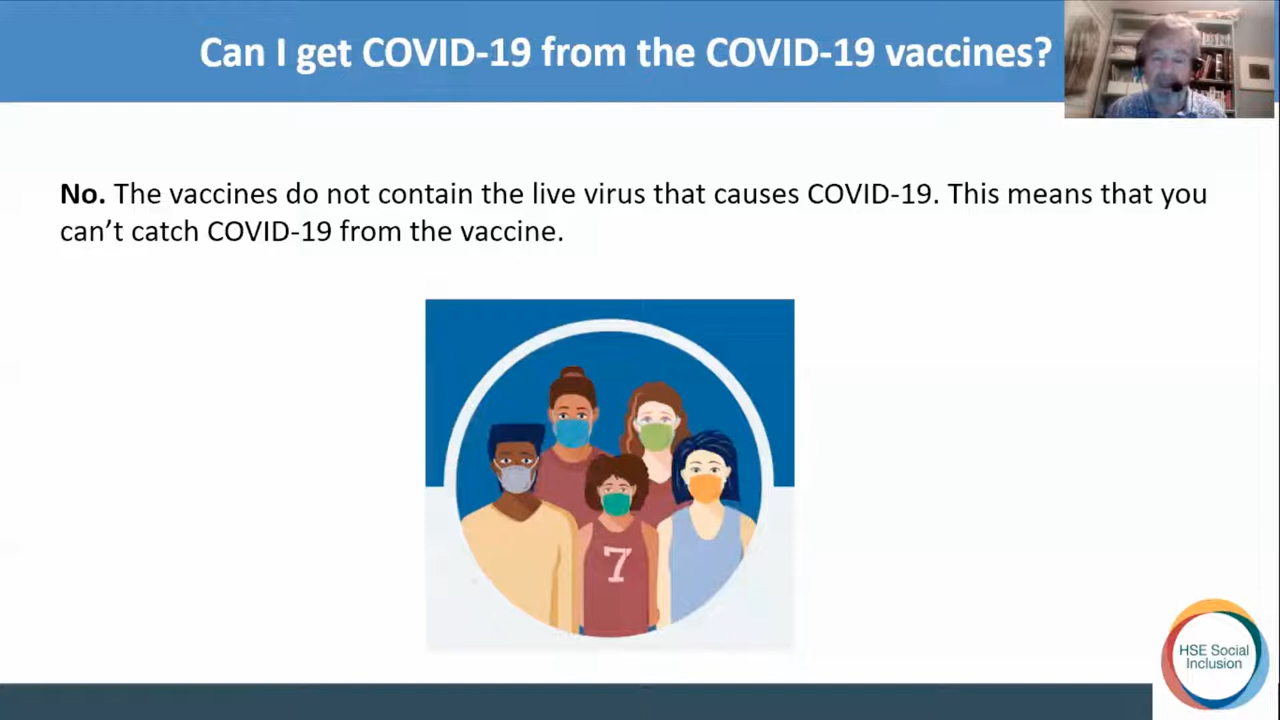 Can I get COVID-19 from the COVID-19 vaccines?
No. The vaccines do not contain the live virus that causes COVID-19. This means that you
can’t catch COVID-19 from the vaccine.
7
HSE Social
Inclusion